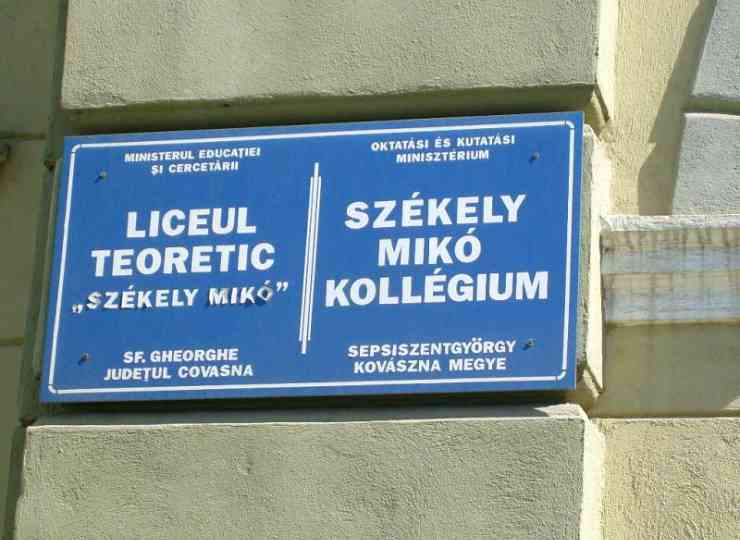 MINISTERUL EDUCAȚIEI
ȘI CERCETĂRII
LICEUL
TEORETIC
„SZÉKELY MIKÓ”
SF. GHEORGHE
JUDEȚUL COVASNA
OKTATÁSI ÉS KUTATÁSI
MINISZTÉRIUM
SZÉKELY
MIKÓ
KOLLÉGIUM
SEPSISZENTGYÖRGY
KOVÁSZNA MEGYE